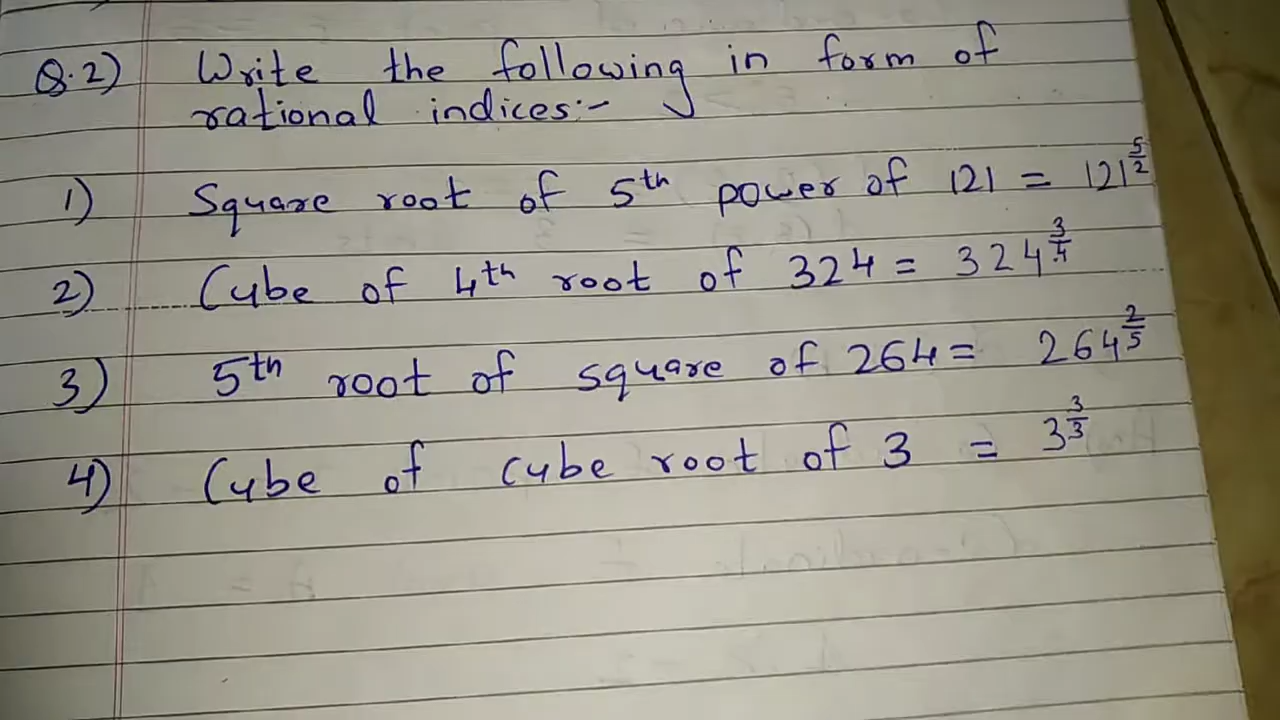 Q.2) Write the following in form of
rational indices:-
1) Square root of 5th power of 121 = 121^5/2
2) Cube of 4th root of 324 = 324^3/4
3) 5th root of square of 264 = 264^2/5
4) Cube of cube root of 3 = 3^3/3